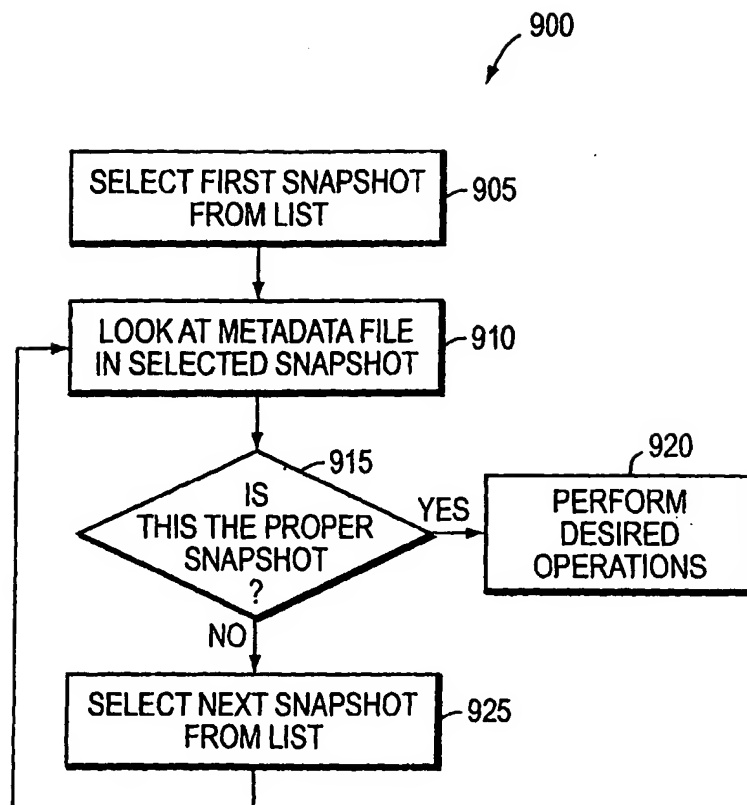 900
SELECT FIRST SNAPSHOT
FROM LIST
905
LOOK AT METADATA FILE
IN SELECTED SNAPSHOT
910
915
IS
THIS THE PROPER
SNAPSHOT
?
YES
920
PERFORM
DESIRED
OPERATIONS
NO
SELECT NEXT SNAPSHOT
FROM LIST
925